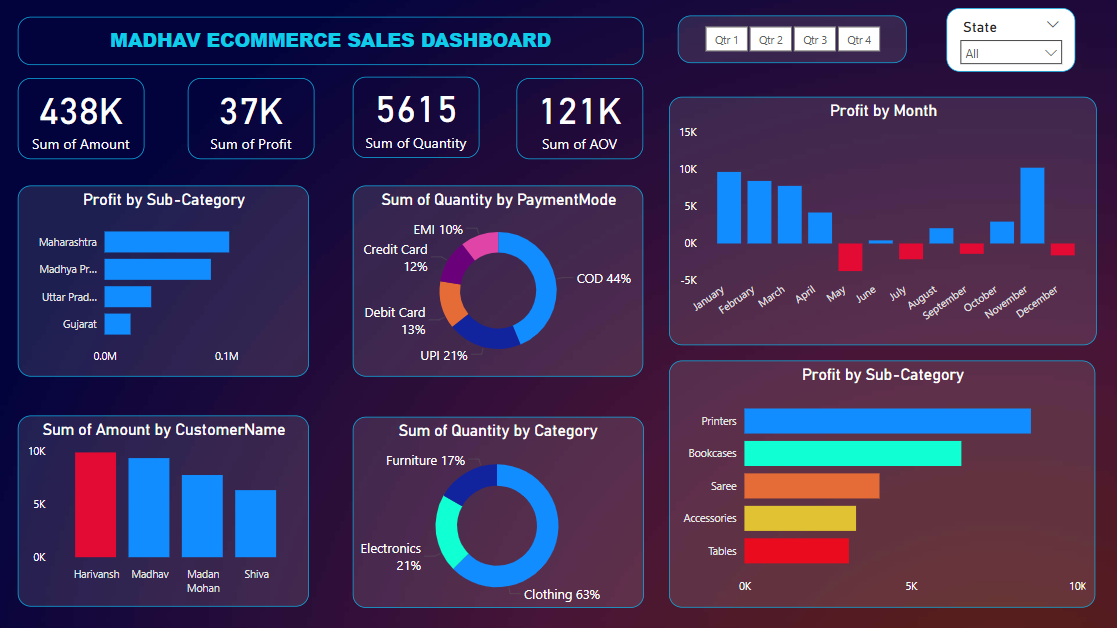 MADHAV ECOMMERCE SALES DASHBOARD
Qtr 1 Qtr 2 Qtr 3 Qtr 4
State
All
438K
Sum of Amount
37K
Sum of Profit
5615
Sum of Quantity
121K
Sum of AOV
Profit by Month
15K
10K
5K
0K
-5K
January February March April May June July August September October November December
Profit by Sub-Category
Maharashtra
Madhya Pr...
Uttar Prad...
Gujarat
0.0M 0.1M
Sum of Quantity by PaymentMode
EMI 10%
Credit Card
12%
Debit Card
13%
UPI 21%
COD 44%
Sum of Amount by CustomerName
10K
5K
0K
Harivansh Madhav Madan Shiva
Mohan
Sum of Quantity by Category
Furniture 17%
Electronics
21%
Clothing 63%
Profit by Sub-Category
Printers
Bookcases
Saree
Accessories
Tables
0K 5K 10K